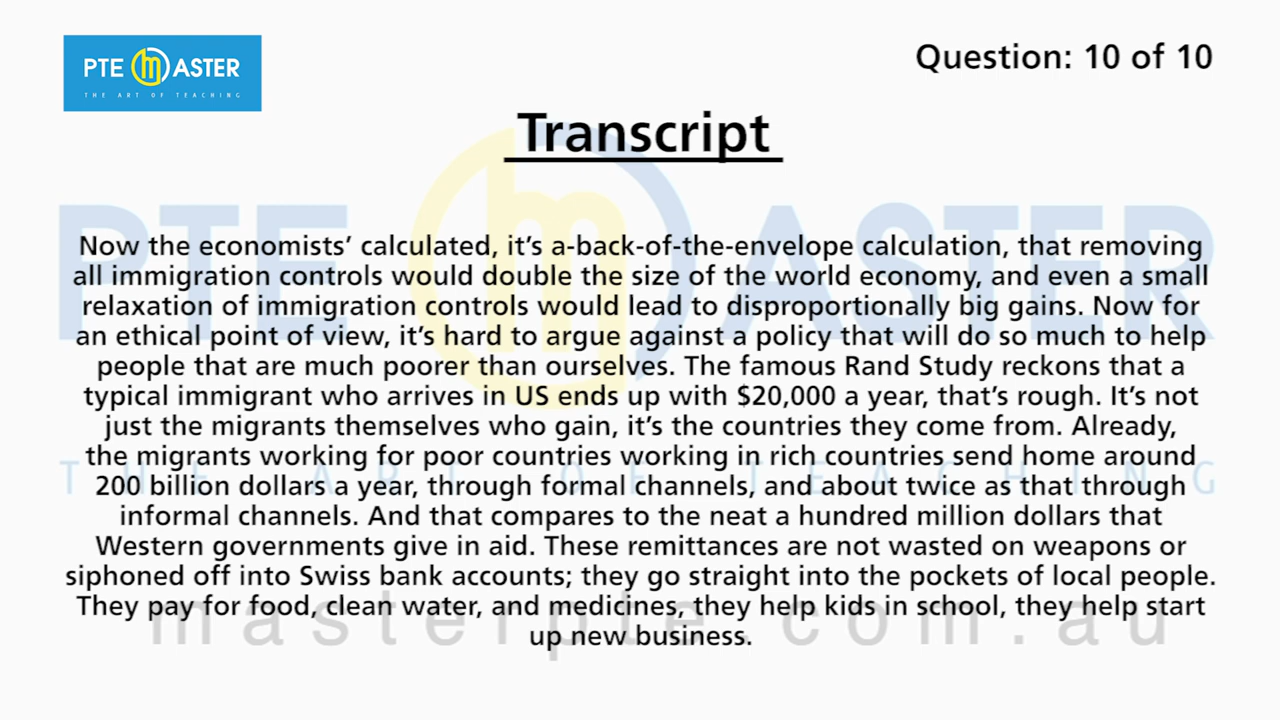 PTE MASTER
THE ART OF TEACHING
Question: 10 of 10
Transcript
PTE MASTER
THE ART OF TEACHING
masterpte.com.au
Now the economists’ calculated, it’s a-back-of-the-envelope calculation, that removing
all immigration controls would double the size of the world economy, and even a small
relaxation of immigration controls would lead to disproportionally big gains. Now for
an ethical point of view, it’s hard to argue against a policy that will do so much to help
people that are much poorer than ourselves. The famous Rand Study reckons that a
typical immigrant who arrives in US ends up with $20,000 a year, that’s rough. It’s not
just the migrants themselves who gain, it’s the countries they come from. Already,
the migrants working for poor countries working in rich countries send home around
200 billion dollars a year, through formal channels, and about twice as that through
informal channels. And that compares to the neat a hundred million dollars that
Western governments give in aid. These remittances are not wasted on weapons or
siphoned off into Swiss bank accounts; they go straight into the pockets of local people.
They pay for food, clean water, and medicines, they help kids in school, they help start
up new business.